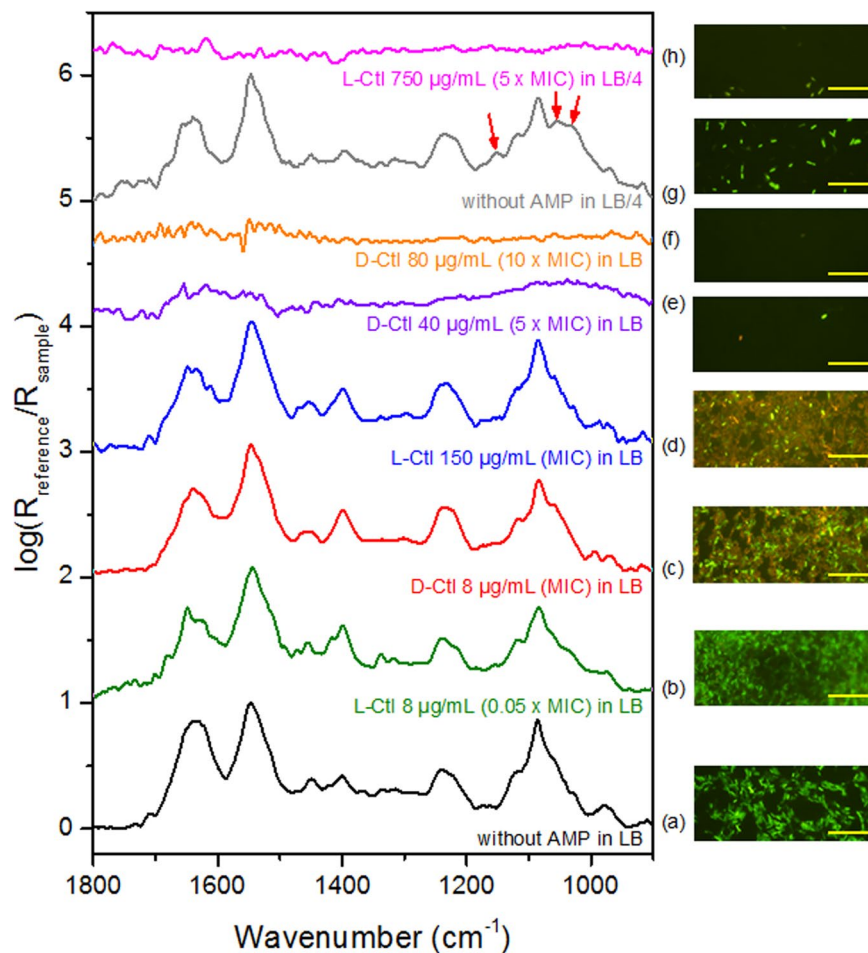 6
(h)
L-Ctl 750 µg/mL (5 x MIC) in LB/4
5
without AMP in LB/4
(g)
(f)
D-Ctl 80 µg/mL (10 x MIC) in LB
(e)
4
D-Ctl 40 µg/mL (5 x MIC) in LB
(d)
3
L-Ctl 150 µg/mL (MIC) in LB
(c)
2
D-Ctl 8 µg/mL (MIC) in LB
(b)
1
L-Ctl 8 µg/mL (0.05 x MIC) in LB
0
without AMP in LB
(a)
log(R reference/R sample)
1800 1600 1400 1200 1000
Wavenumber (cm-1)